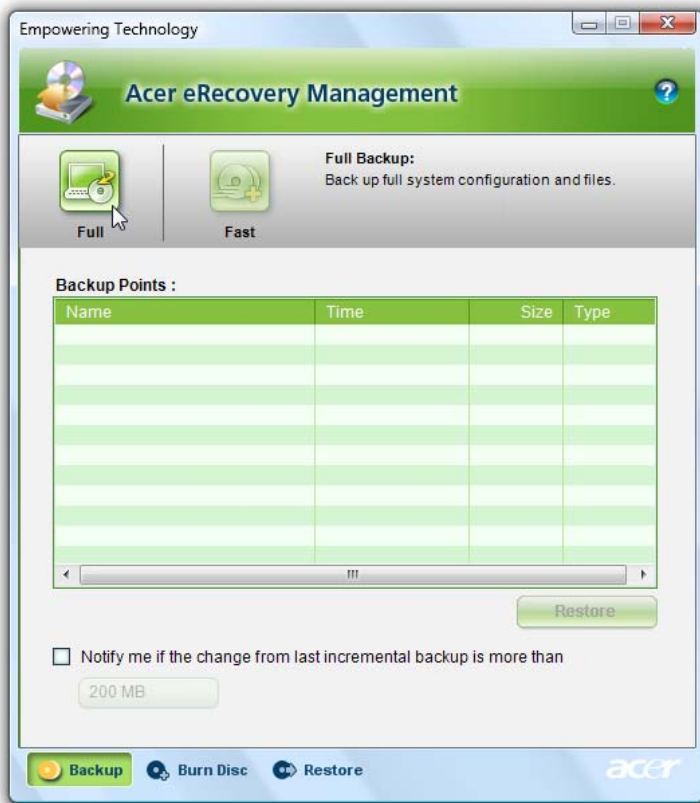 Empowering Technology
Acer eRecovery Management
?
Full Backup:
Back up full system configuration and files.
Full
Fast
Backup Points :
Name Time Size Type
Restore
Notify me if the change from last incremental backup is more than
200 MB
Backup Burn Disc Restore
acer